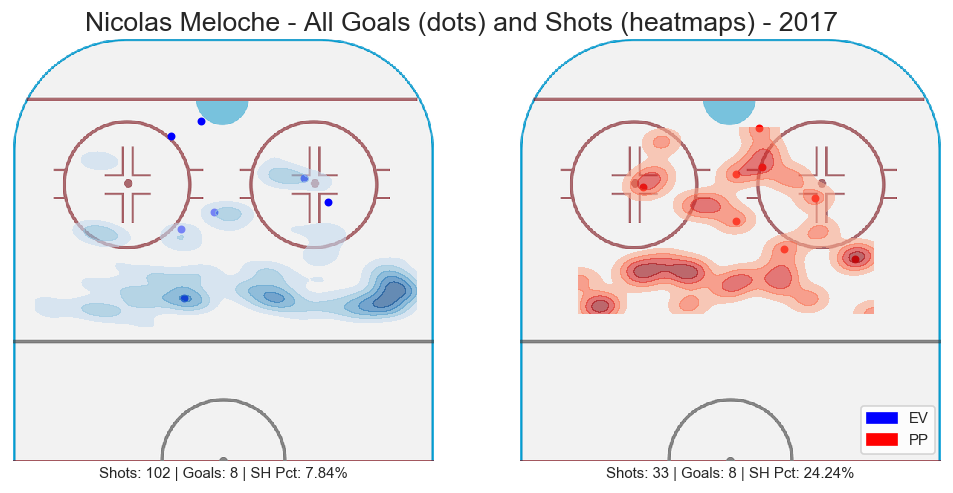 Nicolas Meloche - All Goals (dots) and Shots (heatmaps) - 2017
EV
PP
Shots: 102 | Goals: 8 | SH Pct: 7.84%
Shots: 33 | Goals: 8 | SH Pct: 24.24%